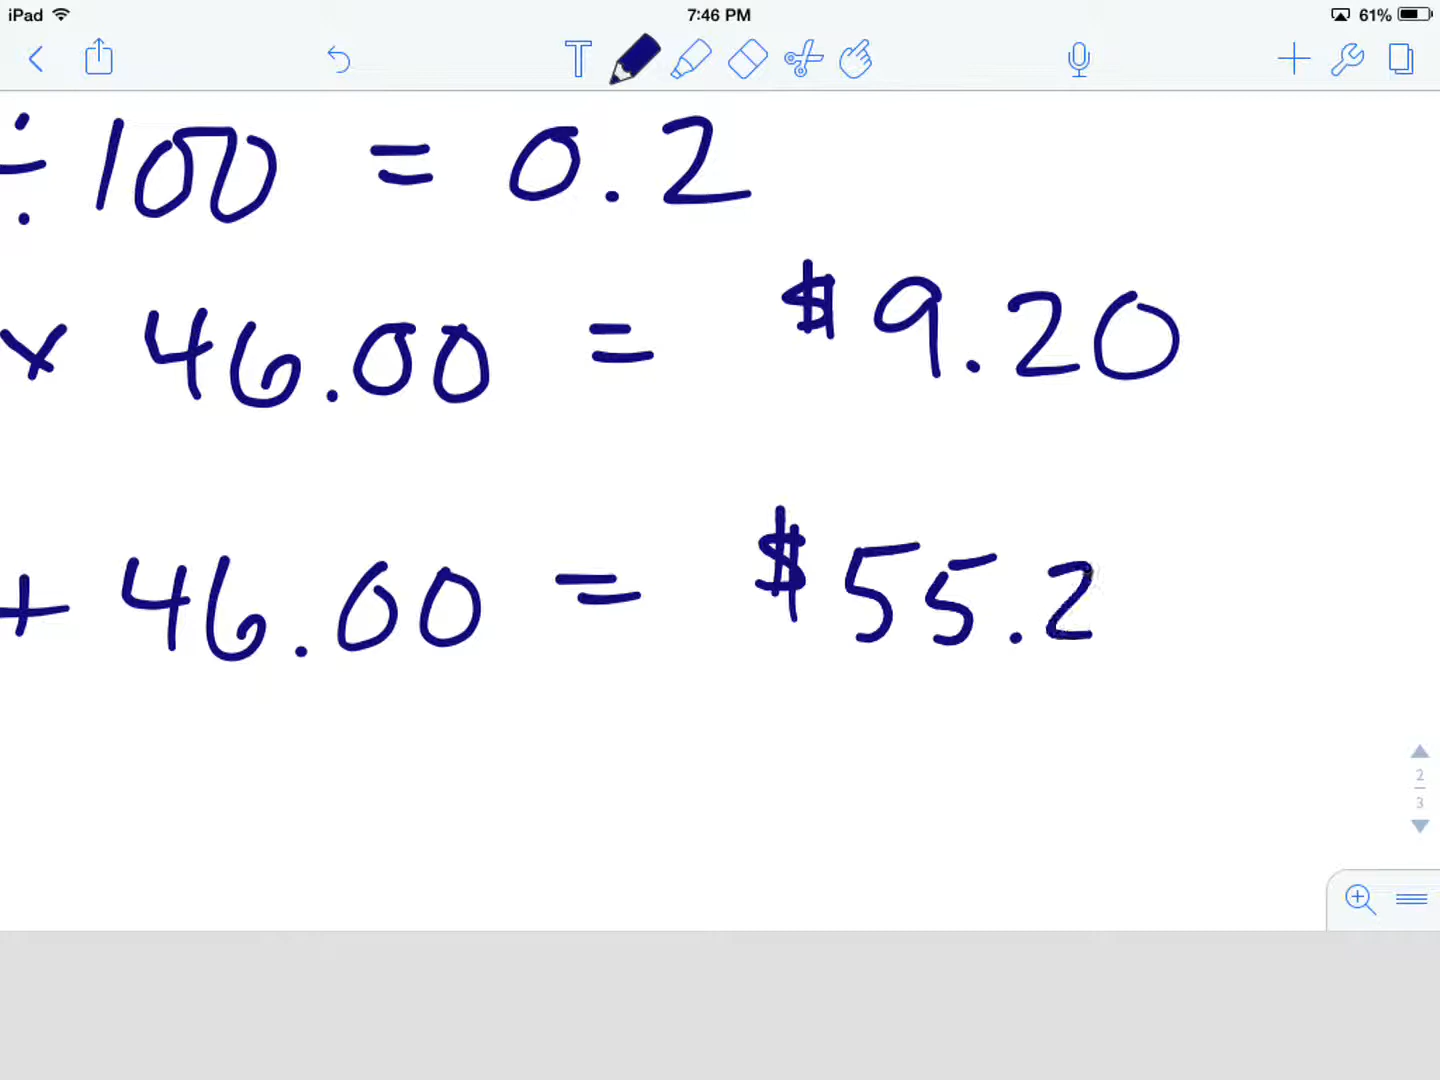 iPad 7:46 PM 61%
T
÷ 100 = 0.2
x 46.00 = $9.20
+ 46.00 = $55.2
2
3